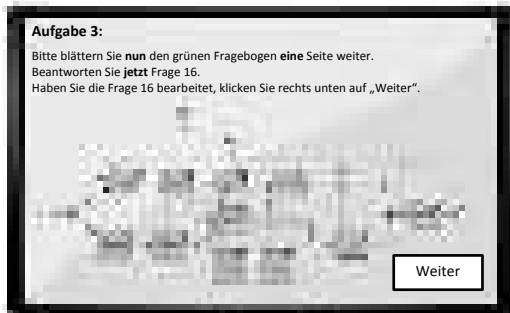 Aufgabe 3:
Bitte blättern Sie nun den grünen Fragebogen eine Seite weiter.
Beantworten Sie jetzt Frage 16.
Haben Sie die Frage 16 bearbeitet, klicken Sie rechts unten auf „Weiter“.
Weiter